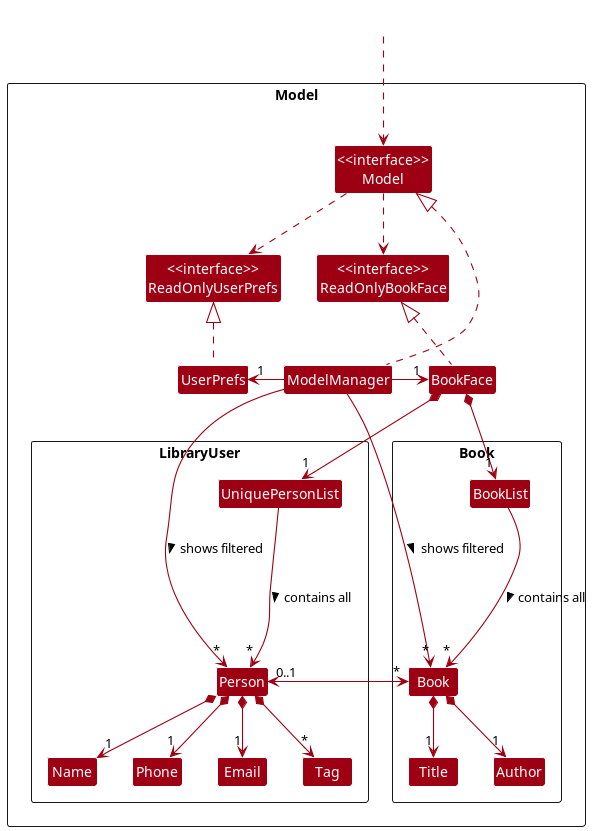 Model
<<interface>>
Model
<<interface>>
ReadOnlyUserPrefs
<<interface>>
ReadOnlyBookFace
UserPrefs
1
ModelManager
1
BookFace
LibraryUser
Book
1
1
UniquePersonList
BookList
shows filtered
shows filtered
contains all
contains all
*
*
*
*
Person
0..1
*
Book
1
1
1
*
1
1
Name
Phone
Email
Tag
Title
Author